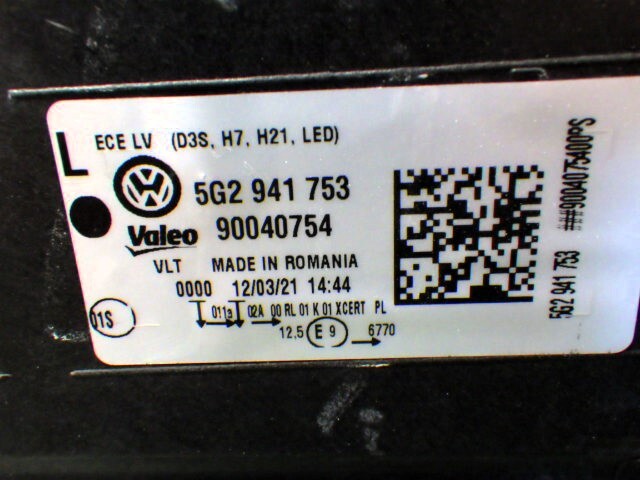 L
ECE LV (D3S, H7, H21, LED)
5G2 941 753
Valeo 90040754
VLT MADE IN ROMANIA
0000 12/03/21 14:44
01S
011a 02A 00 RL 01 K 01 XCERT PL
12,5 E 9 6770
5G2 941 753 ###90040754000PS